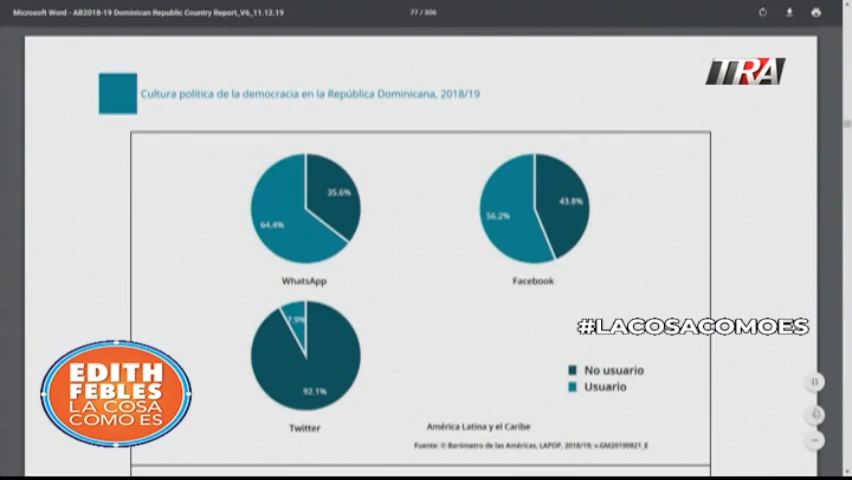 Microsoft Word - AB2018-19 Dominican Republic Country Report_V6_11.12.19
77 / 306
TRA
Cultura política de la democracia en la República Dominicana, 2018/19
35.6%
64.4%
WhatsApp
43.8%
56.2%
Facebook
7.9%
92.1%
Twitter
#LACOSACOMOES
No usuario
Usuario
América Latina y el Caribe
Fuente: © Barómetro de las Américas, LAPOP, 2018/19; v.GM20190821_E
EDITH
FEBLES
LA COSA
COMO ES